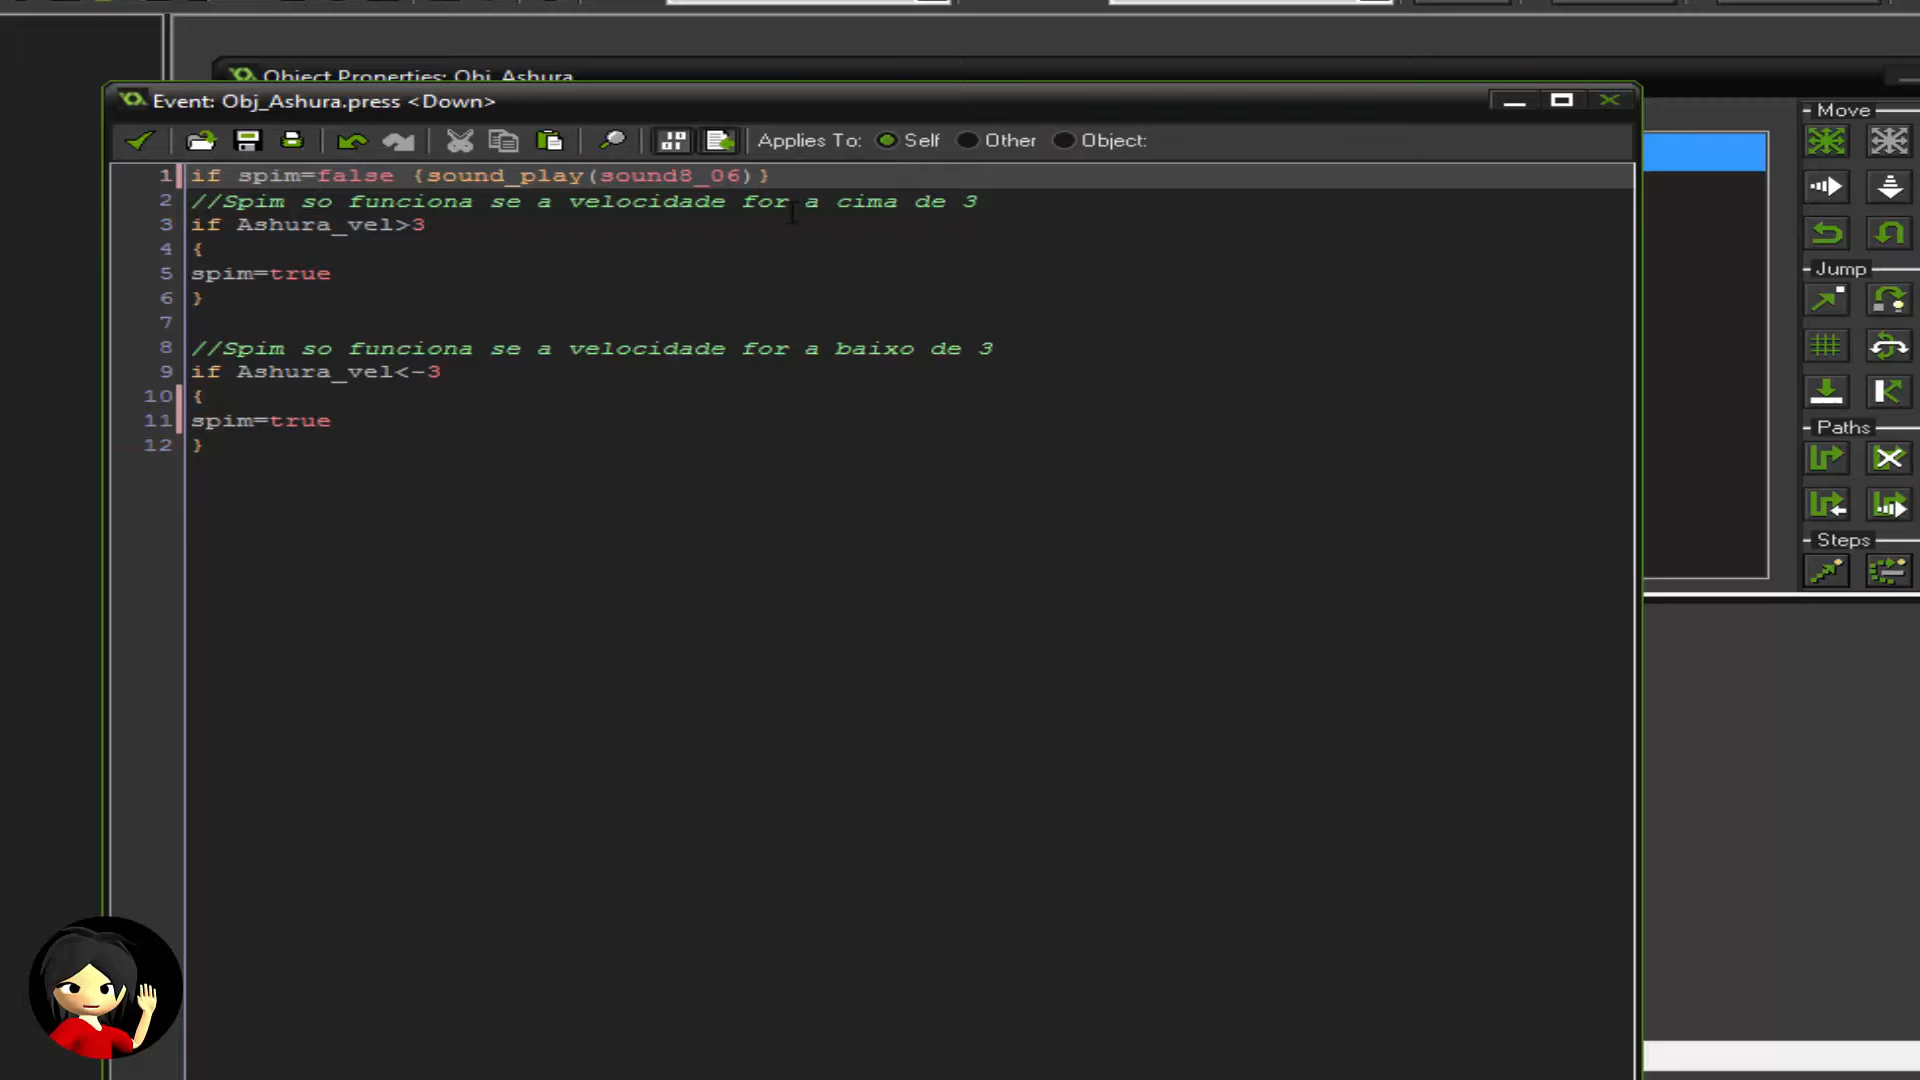 Object Properties: Obj_Ashura
Event: Obj_Ashura.press <Down>
Applies To: Self Other Object:
1 if spim=false {sound_play(sound8_06)}
2 //Spim so funciona se a velocidade for a cima de 3
3 if Ashura_vel>3
4 {
5 spim=true
6 }
7
8 //Spim so funciona se a velocidade for a baixo de 3
9 if Ashura_vel<-3
10 {
11 spim=true
12 }
Move
Jump
Paths
Steps